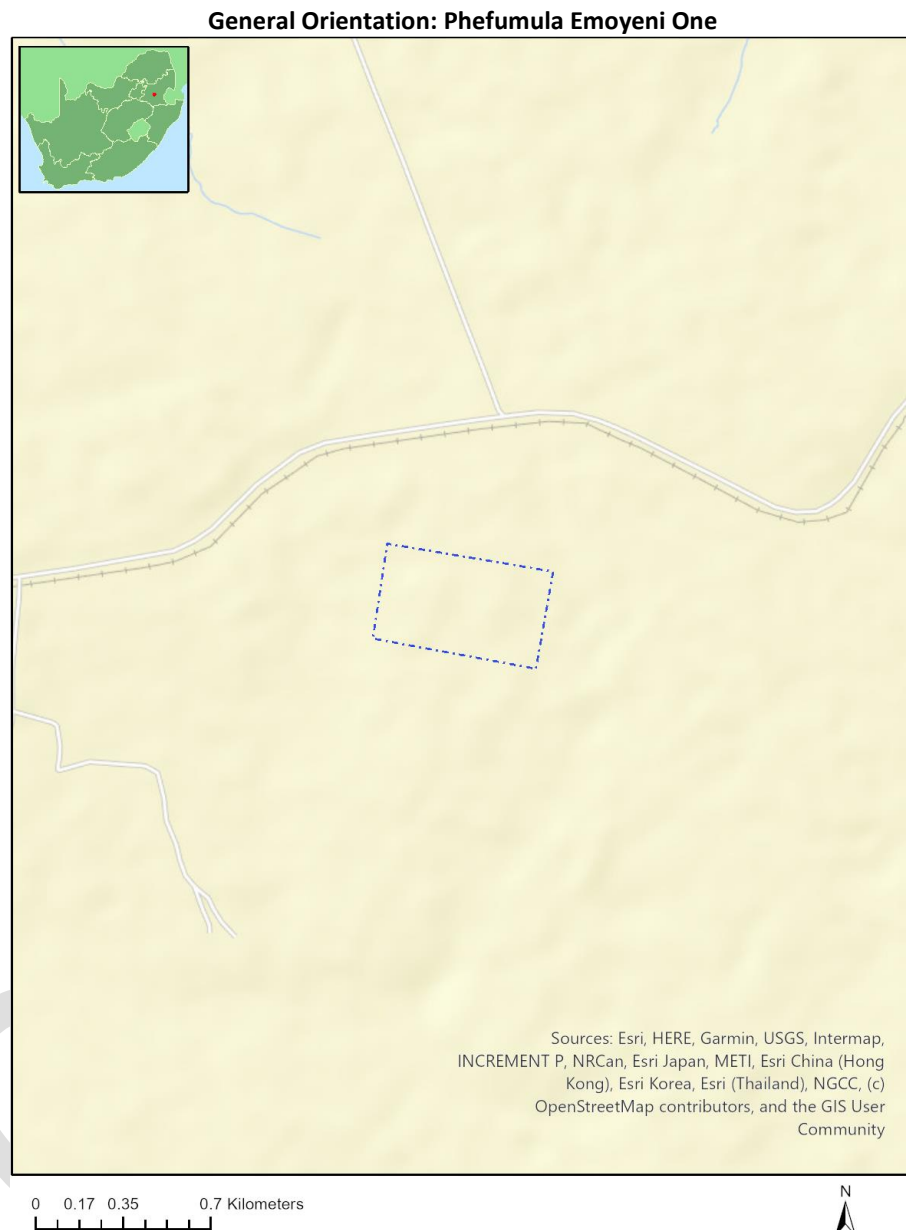 General Orientation: Phefumula Emoyeni One
Sources: Esri, HERE, Garmin, USGS, Intermap,
INCREMENT P, NRCan, Esri Japan, METI, Esri China (Hong
Kong), Esri Korea, Esri (Thailand), NGCC, (c)
OpenStreetMap contributors, and the GIS User
Community
0 0.17 0.35 0.7 Kilometers
N